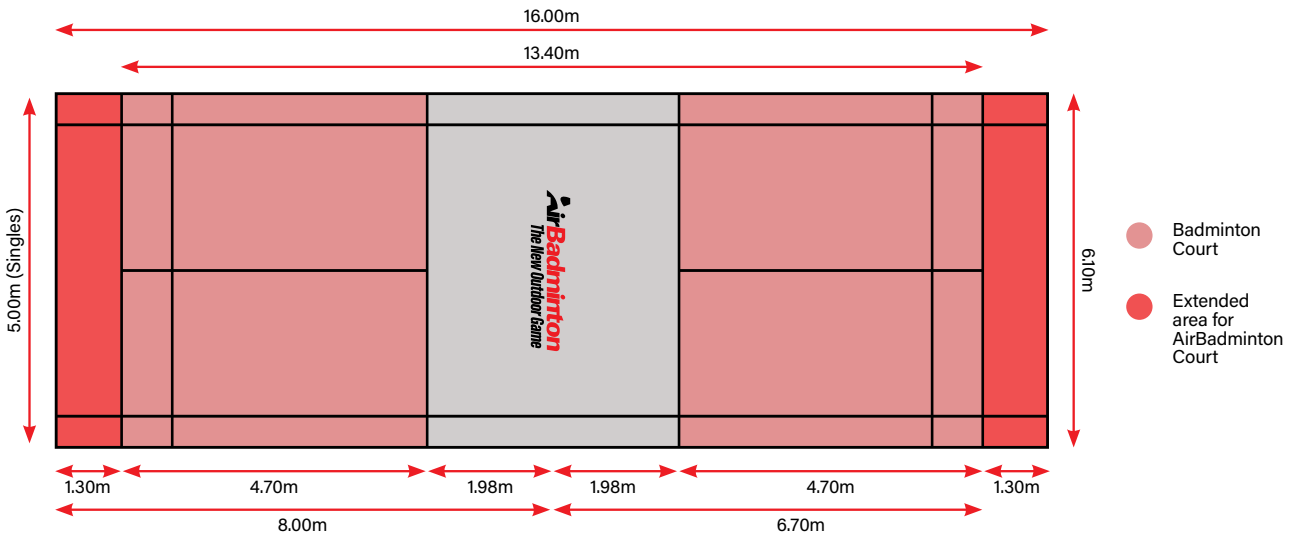 16.00m
13.40m
5.00m (Singles)
AirBadminton
The New Outdoor Game
6.10m
Badminton
Court
Extended
area for
AirBadminton
Court
1.30m
4.70m
1.98m
1.98m
4.70m
1.30m
8.00m
6.70m